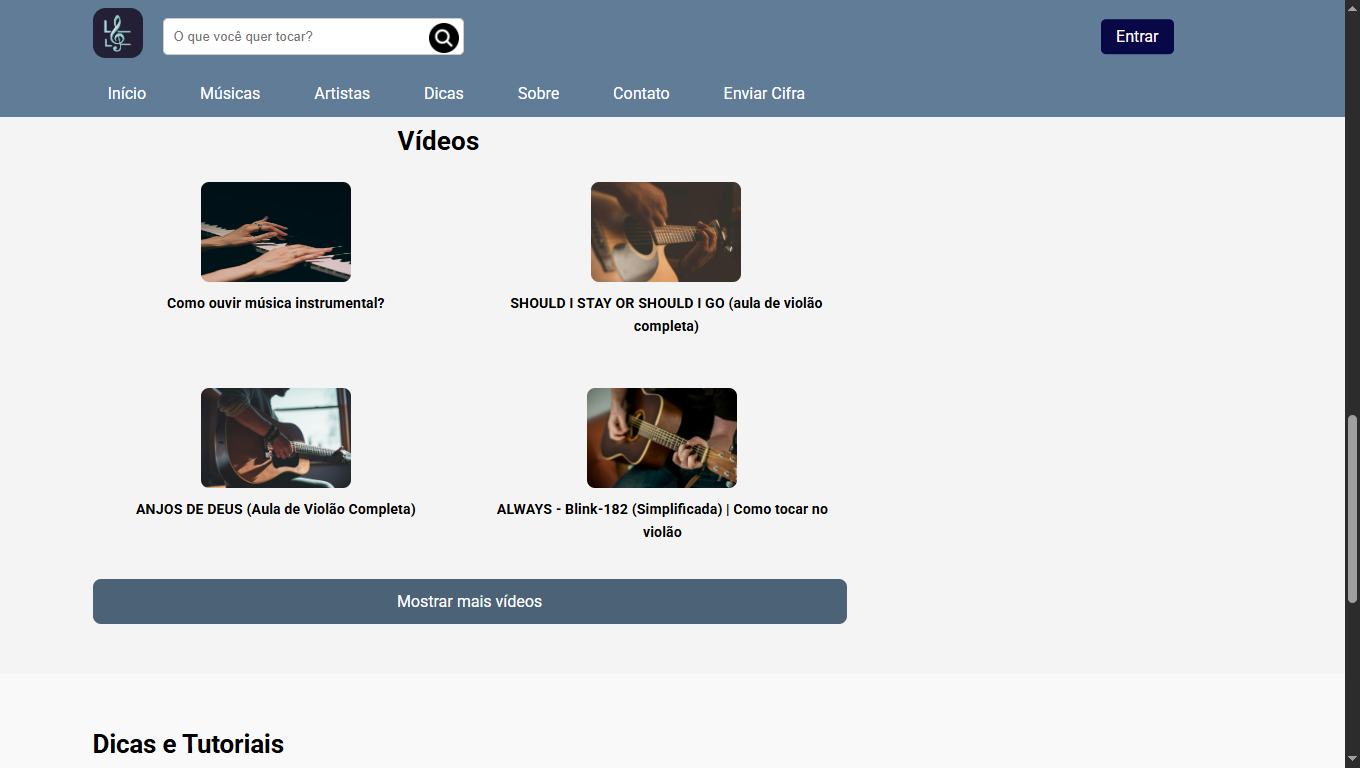 O que você quer tocar?
Entrar
Início Músicas Artistas Dicas Sobre Contato Enviar Cifra
Vídeos
Como ouvir música instrumental?
SHOULD I STAY OR SHOULD I GO (aula de violão
completa)
ANJOS DE DEUS (Aula de Violão Completa)
ALWAYS - Blink-182 (Simplificada) | Como tocar no
violão
Mostrar mais vídeos
Dicas e Tutoriais